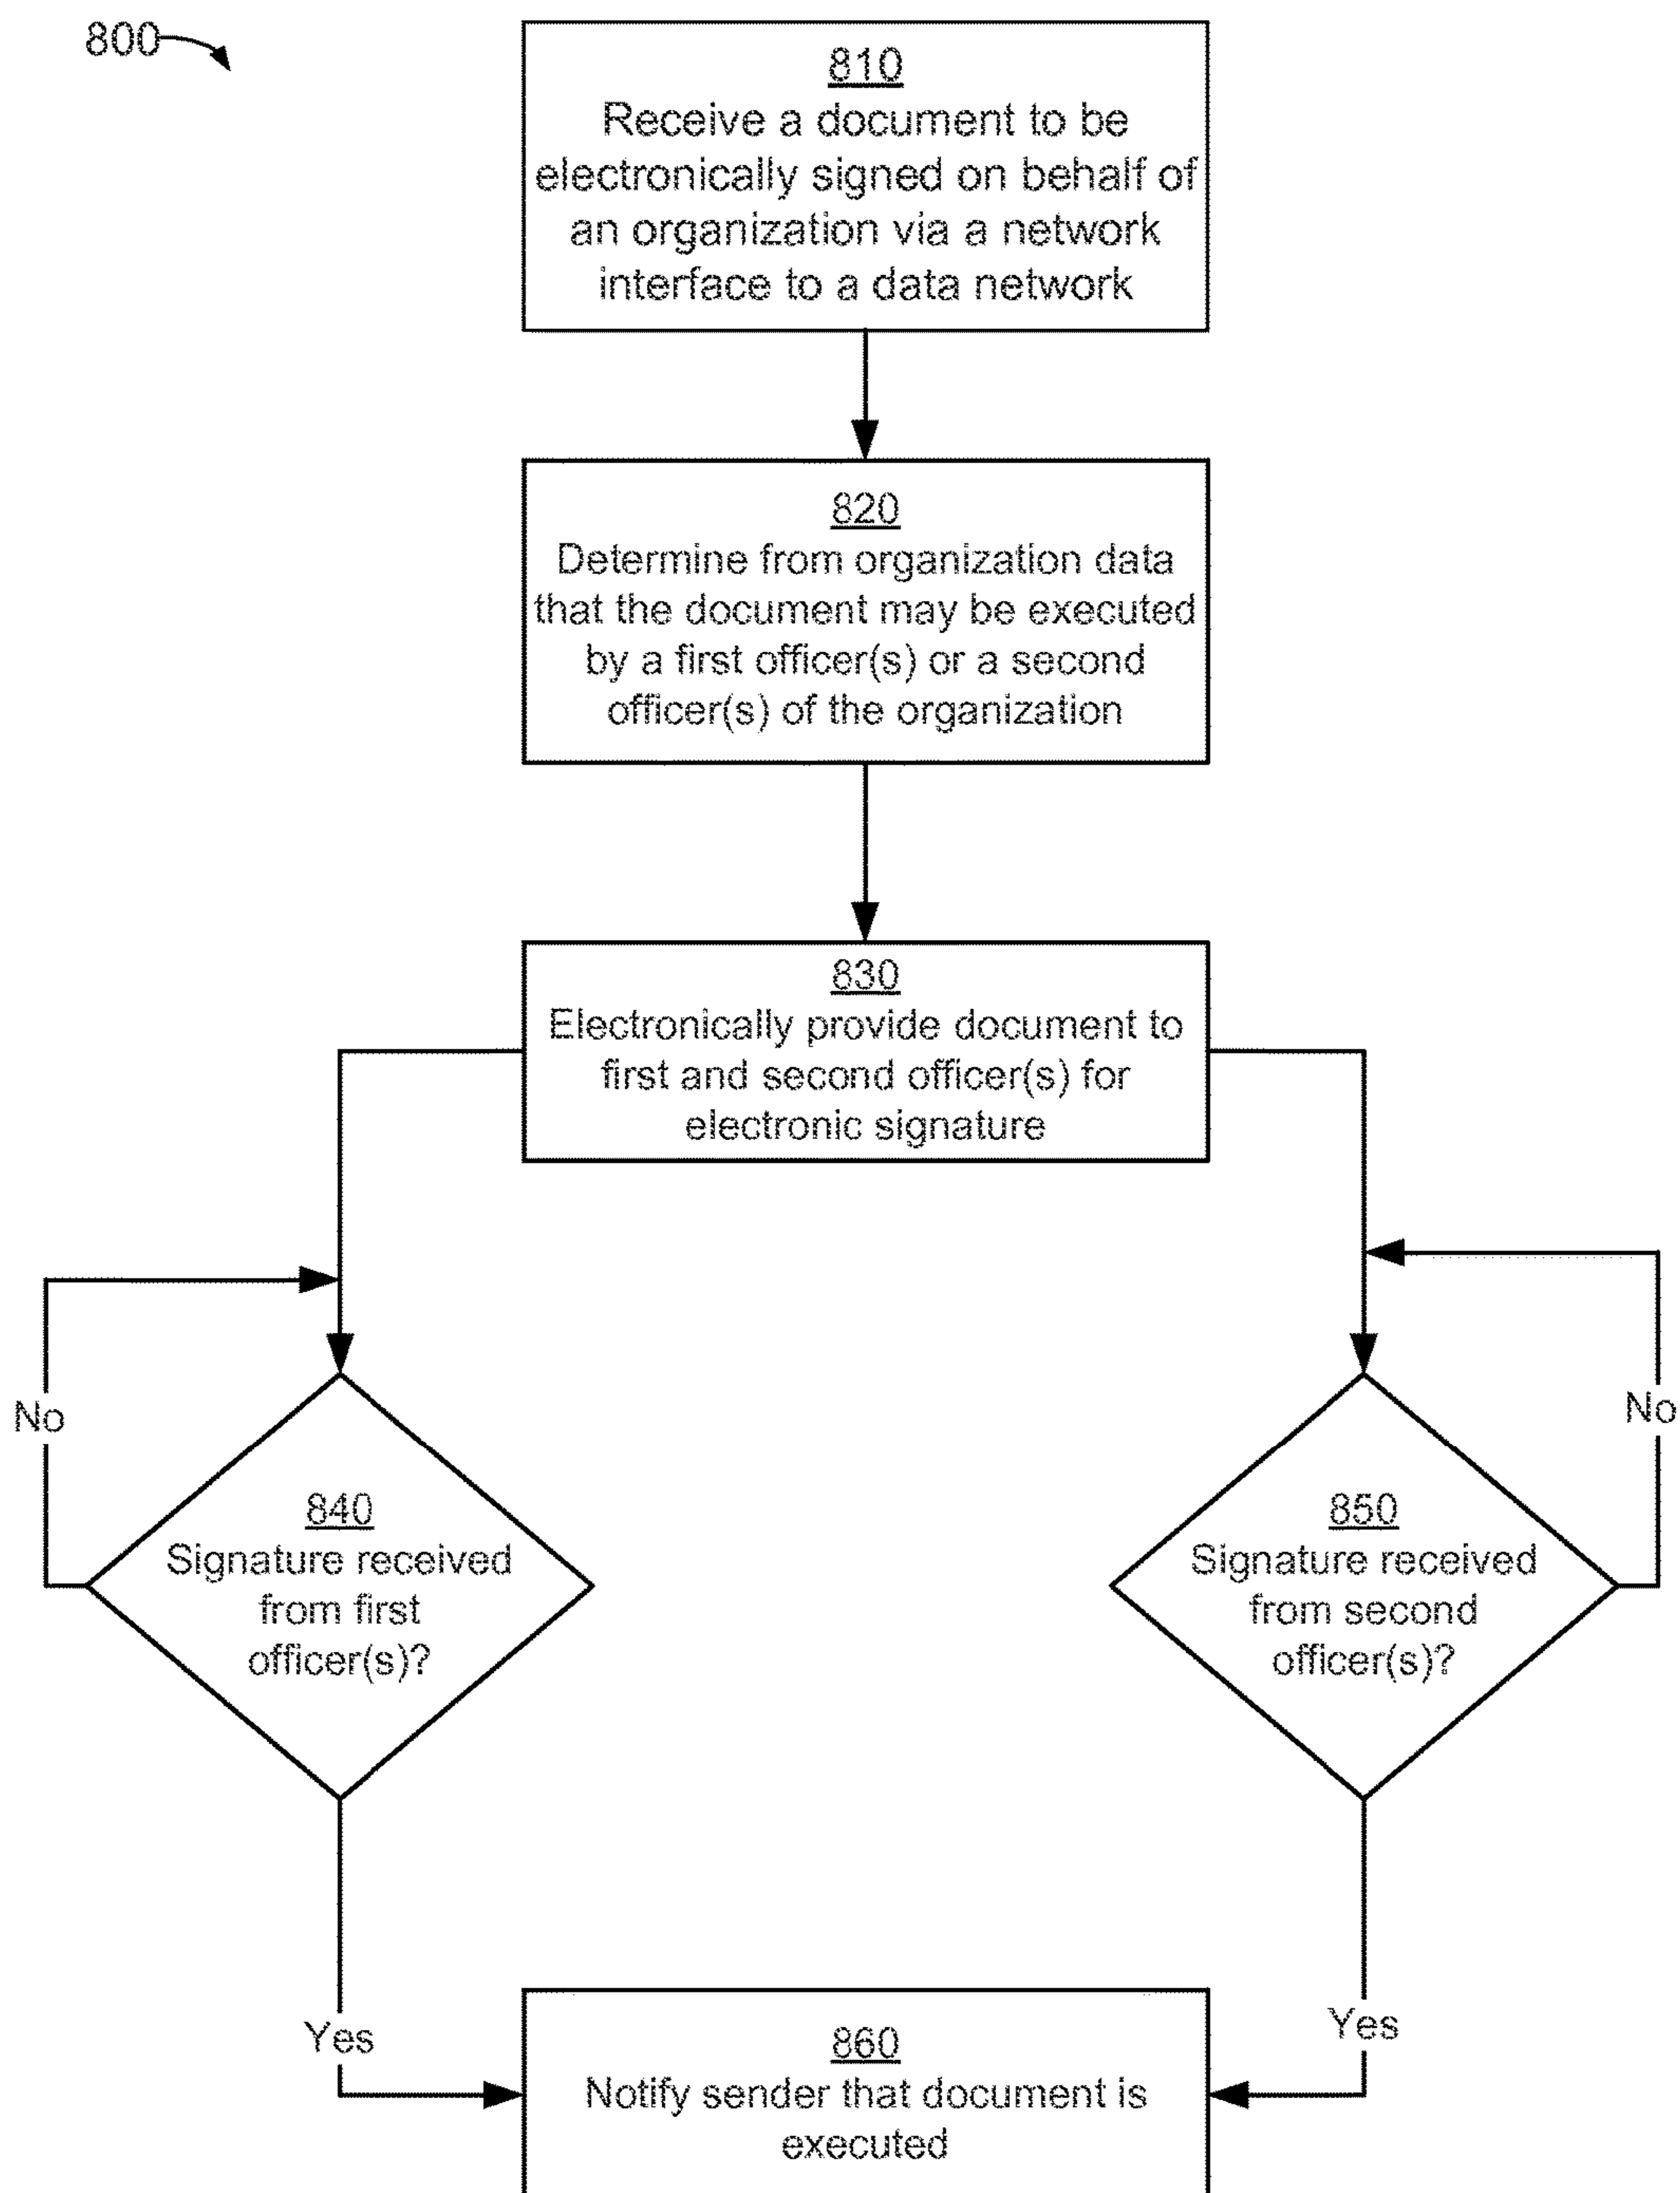 800
810
Receive a document to be
electronically signed on behalf of
an organization via a network
interface to a data network
820
Determine from organization data
that the document may be executed
by a first officer(s) or a second
officer(s) of the organization
830
Electronically provide document to
first and second officer(s) for
electronic signature
No
No
840
Signature received
from first
officer(s)?
850
Signature received
from second
officer(s)?
Yes
Yes
860
Notify sender that document is
executed